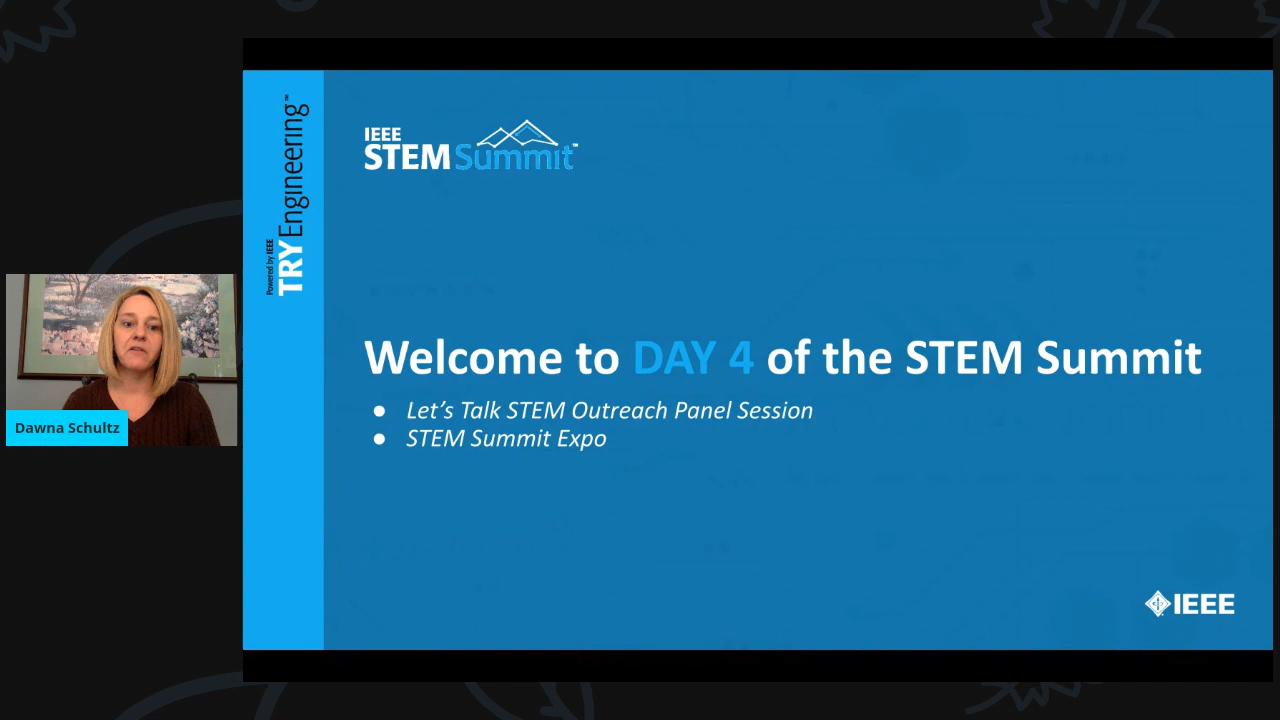 Powered by IEEE
TRY Engineering™
IEEE
STEM Summit™
Welcome to DAY 4 of the STEM Summit
● Let's Talk STEM Outreach Panel Session
● STEM Summit Expo
Dawna Schultz
IEEE